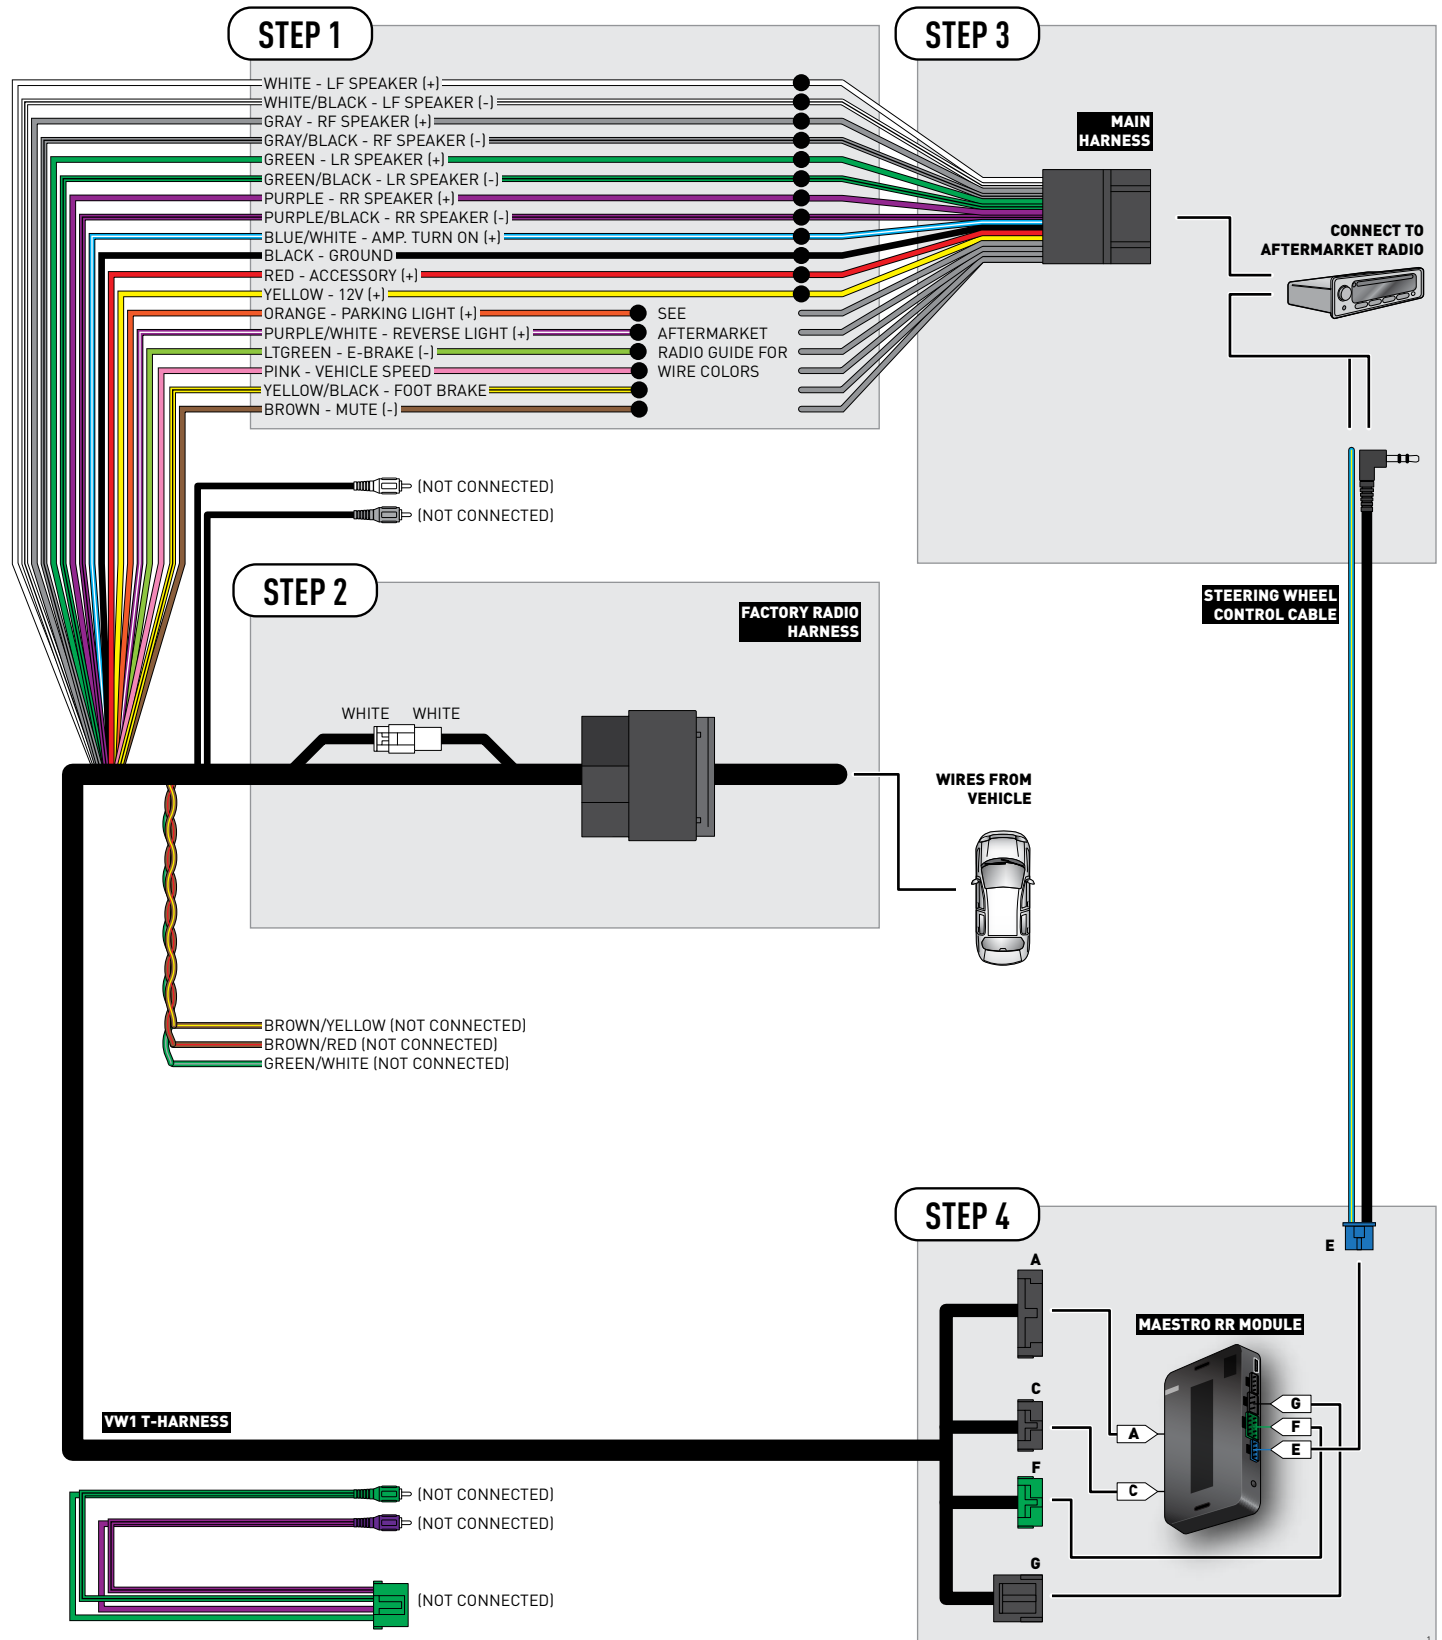 STEP 1
WHITE - LF SPEAKER (+)
WHITE/BLACK - LF SPEAKER (-)
GRAY - RF SPEAKER (+)
GRAY/BLACK - RF SPEAKER (-)
GREEN - LR SPEAKER (+)
GREEN/BLACK - LR SPEAKER (-)
PURPLE - RR SPEAKER (+)
PURPLE/BLACK - RR SPEAKER (-)
BLUE/WHITE - AMP. TURN ON (+)
BLACK - GROUND
RED - ACCESSORY (+)
YELLOW - 12V (+)
ORANGE - PARKING LIGHT (+)
PURPLE/WHITE - REVERSE LIGHT (+)
LTGREEN - E-BRAKE (-)
PINK - VEHICLE SPEED
YELLOW/BLACK - FOOT BRAKE
BROWN - MUTE (-)
SEE
AFTERMARKET
RADIO GUIDE FOR
WIRE COLORS
(NOT CONNECTED)
(NOT CONNECTED)
STEP 3
MAIN
HARNESS
CONNECT TO
AFTERMARKET RADIO
STEERING WHEEL
CONTROL CABLE
STEP 2
FACTORY RADIO
HARNESS
WHITE WHITE
WIRES FROM
VEHICLE
BROWN/YELLOW (NOT CONNECTED)
BROWN/RED (NOT CONNECTED)
GREEN/WHITE (NOT CONNECTED)
STEP 4
E
A
MAESTRO RR MODULE
C
G
F
A
E
F
C
G
VW1 T-HARNESS
(NOT CONNECTED)
(NOT CONNECTED)
(NOT CONNECTED)
1